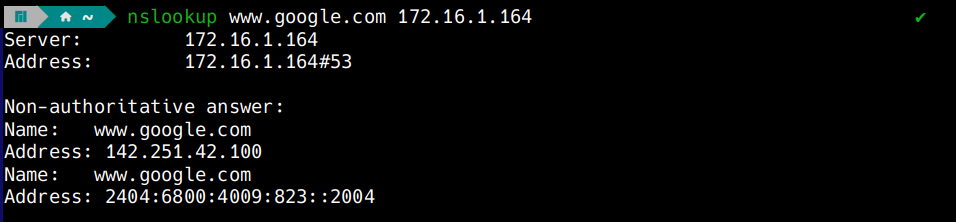 ~ nslookup www.google.com 172.16.1.164 ✔
Server:         172.16.1.164
Address:        172.16.1.164#53

Non-authoritative answer:
Name:   www.google.com
Address: 142.251.42.100
Name:   www.google.com
Address: 2404:6800:4009:823::2004